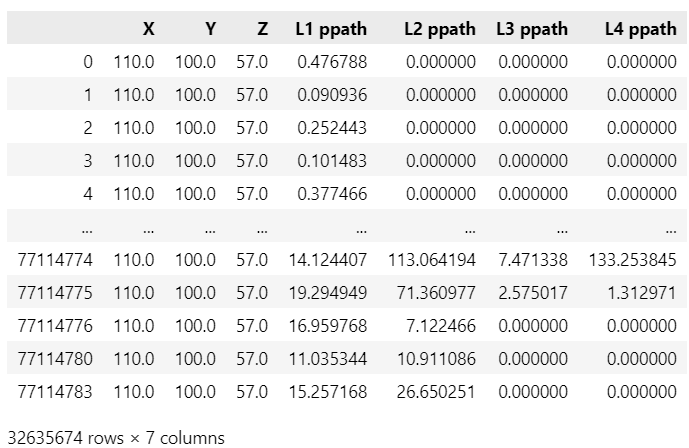 X Y Z L1 ppath L2 ppath L3 ppath L4 ppath
0 110.0 100.0 57.0 0.476788 0.000000 0.000000 0.000000
1 110.0 100.0 57.0 0.090936 0.000000 0.000000 0.000000
2 110.0 100.0 57.0 0.252443 0.000000 0.000000 0.000000
3 110.0 100.0 57.0 0.101483 0.000000 0.000000 0.000000
4 110.0 100.0 57.0 0.377466 0.000000 0.000000 0.000000
... ... ... ... ... ... ... ...
77114774 110.0 100.0 57.0 14.124407 113.064194 7.471338 133.253845
77114775 110.0 100.0 57.0 19.294949 71.360977 2.575017 1.312971
77114776 110.0 100.0 57.0 16.959768 7.122466 0.000000 0.000000
77114780 110.0 100.0 57.0 11.035344 10.911086 0.000000 0.000000
77114783 110.0 100.0 57.0 15.257168 26.650251 0.000000 0.000000
32635674 rows × 7 columns